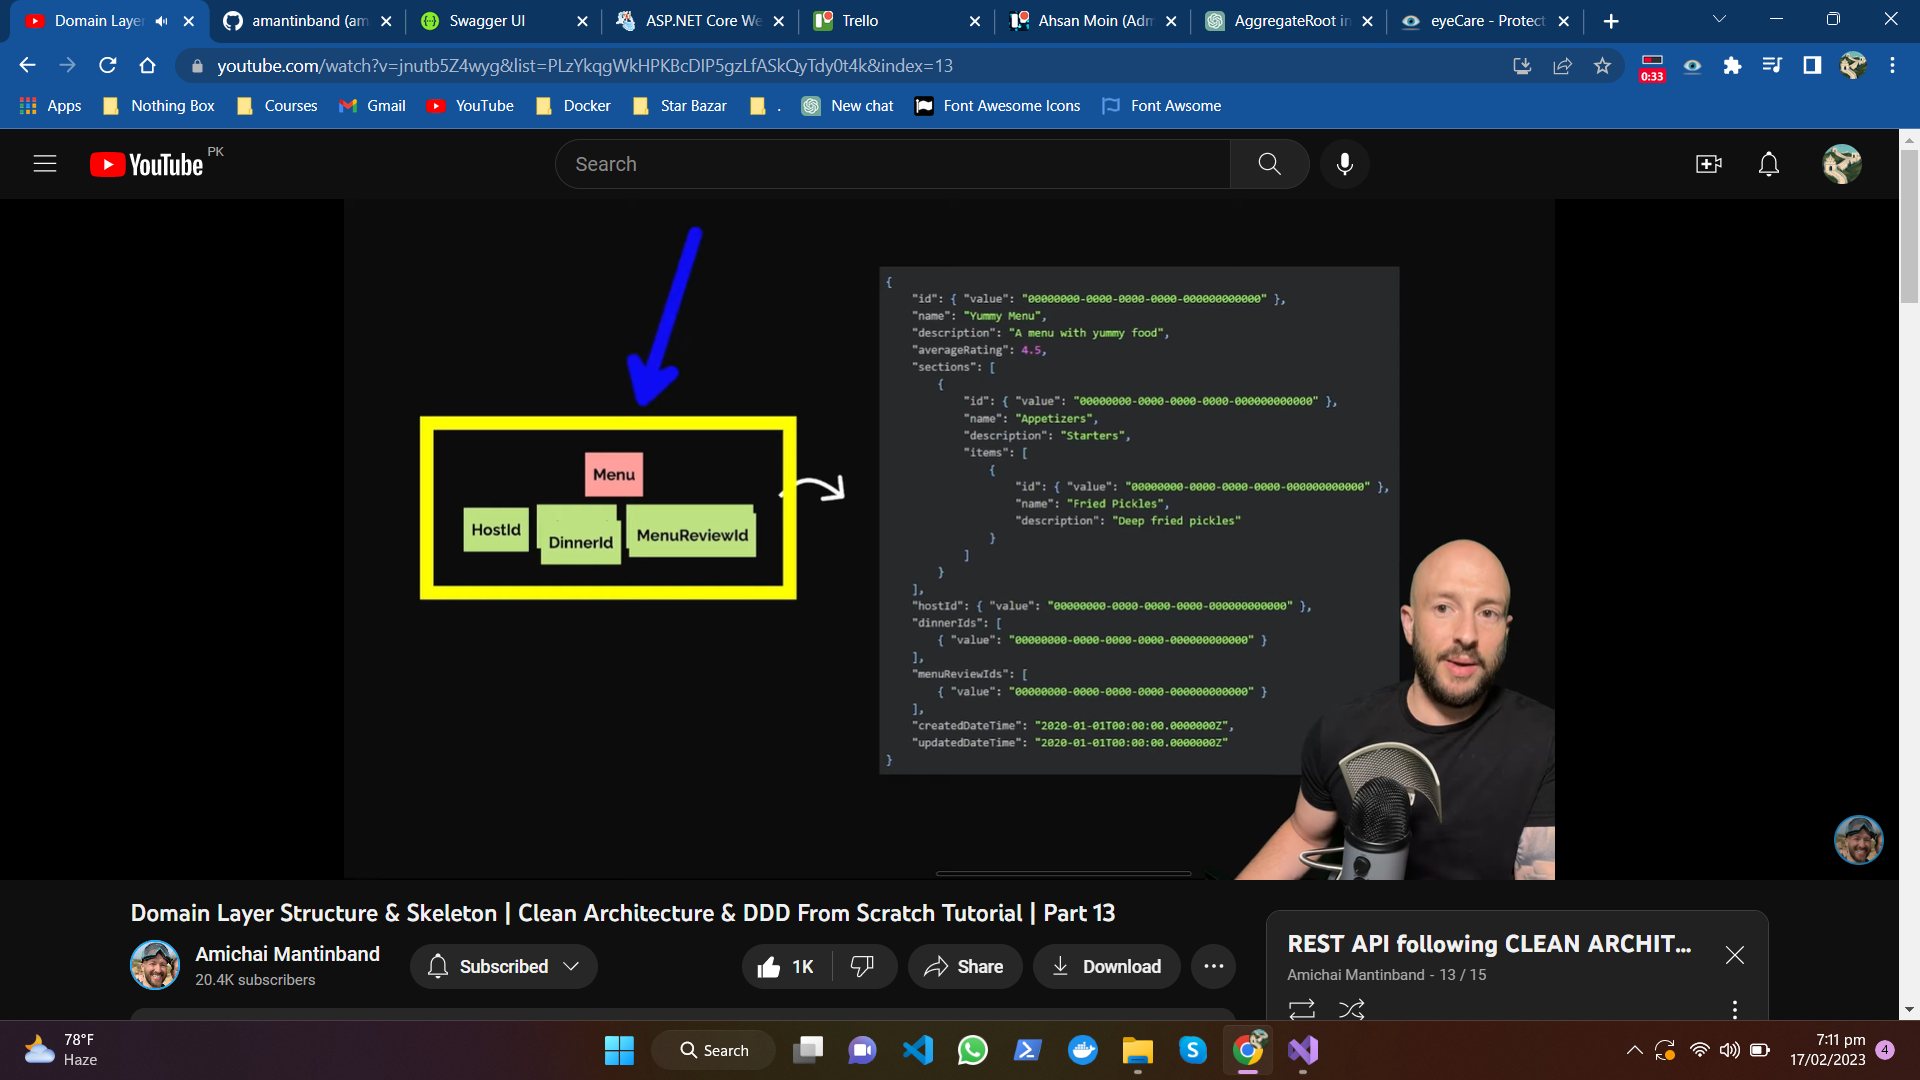 Domain Layer
amantinband (am
Swagger UI
ASP.NET Core We
Trello
Ahsan Moin (Adm
AggregateRoot in
eyeCare - Protect
youtube.com/watch?v=jnutb5Z4wyg&list=PLzYkqgWkHPKBcDIP5gzLfASkQyTdy0t4k&index=13
0:33
Apps
Nothing Box
Courses
Gmail
YouTube
Docker
Star Bazar
.
New chat
Font Awesome Icons
Font Awsome
YouTube PK
Search
Menu
HostId
DinnerId
MenuReviewId
{
"id": { "value": "00000000-0000-0000-0000-000000000000" },
"name": "Yummy Menu",
"description": "A menu with yummy food",
"averageRating": 4.5,
"sections": [
{
"id": { "value": "00000000-0000-0000-0000-000000000000" },
"name": "Appetizers",
"description": "Starters",
"items": [
{
"id": { "value": "00000000-0000-0000-0000-000000000000" },
"name": "Fried Pickles",
"description": "Deep fried pickles"
}
]
}
],
"hostId": { "value": "00000000-0000-0000-0000-000000000000" },
"dinnerIds": [
{ "value": "00000000-0000-0000-0000-000000000000" }
],
"menuReviewIds": [
{ "value": "00000000-0000-0000-0000-000000000000" }
],
"createdDateTime": "2020-01-01T00:00:00.0000000Z",
"updatedDateTime": "2020-01-01T00:00:00.0000000Z"
}
Domain Layer Structure & Skeleton | Clean Architecture & DDD From Scratch Tutorial | Part 13
Amichai Mantinband
20.4K subscribers
Subscribed
1K
Share
Download
REST API following CLEAN ARCHIT...
Amichai Mantinband - 13 / 15
78°F
Haze
Search
7:11 pm
17/02/2023
4